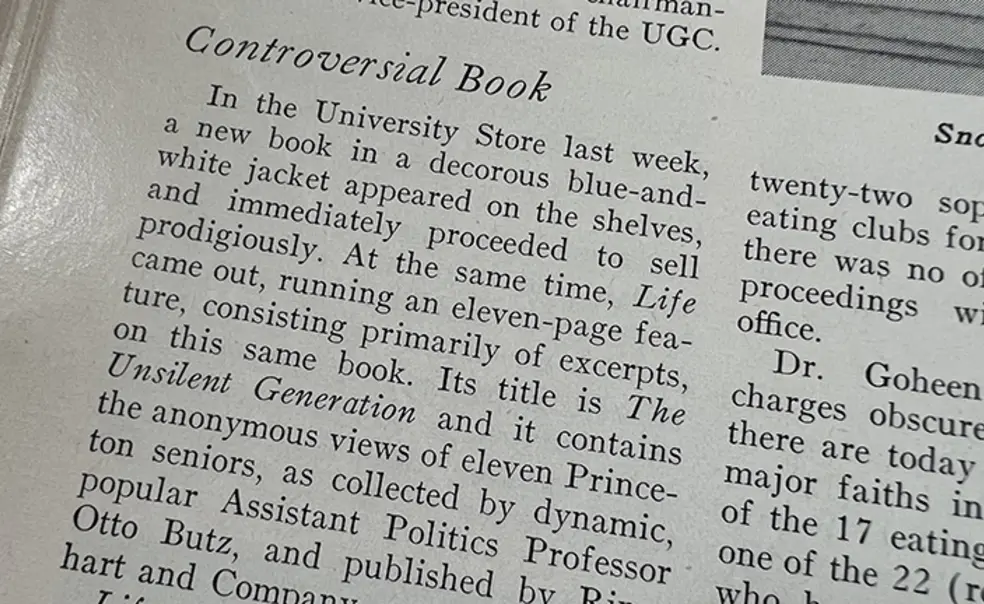 vice-president of the UGC.
Controversial Book
In the University Store last week,
a new book in a decorous blue-and-
white jacket appeared on the shelves,
and immediately proceeded to sell
prodigiously. At the same time, Life
came out, running an eleven-page fea-
ture, consisting primarily of excerpts,
on this same book. Its title is The
Unsilent Generation and it contains
the anonymous views of eleven Prince-
ton seniors, as collected by dynamic,
popular Assistant Politics Professor
Otto Butz, and published by
hart and Company
twenty-two
eating clubs
there was no
proceedings
office.
Dr. Goheen
charges
there are today
major faiths in
of the 17 eating
one of the 22